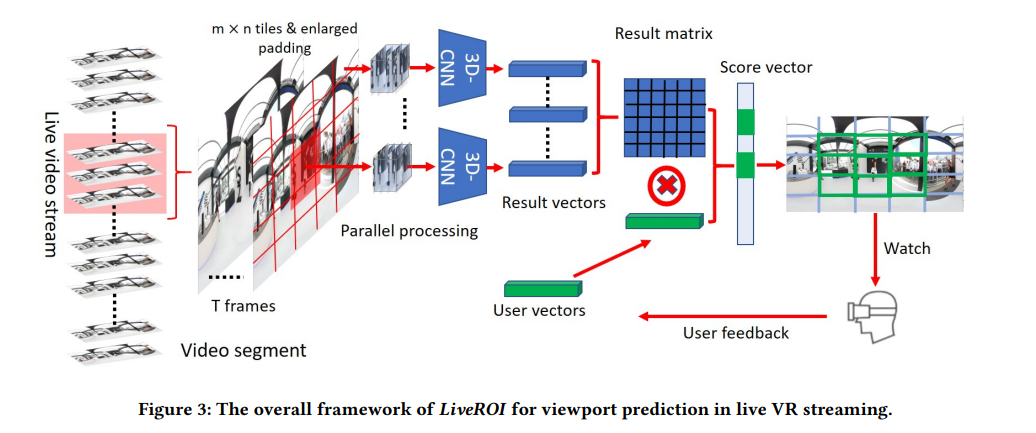 m × n tiles & enlarged
padding
Live video stream
3D-
CNN
3D-
CNN
Result matrix
Score vector
Result vectors
Parallel processing
T frames
Video segment
User vectors
Watch
User feedback
Figure 3: The overall framework of LiveROI for viewport prediction in live VR streaming.